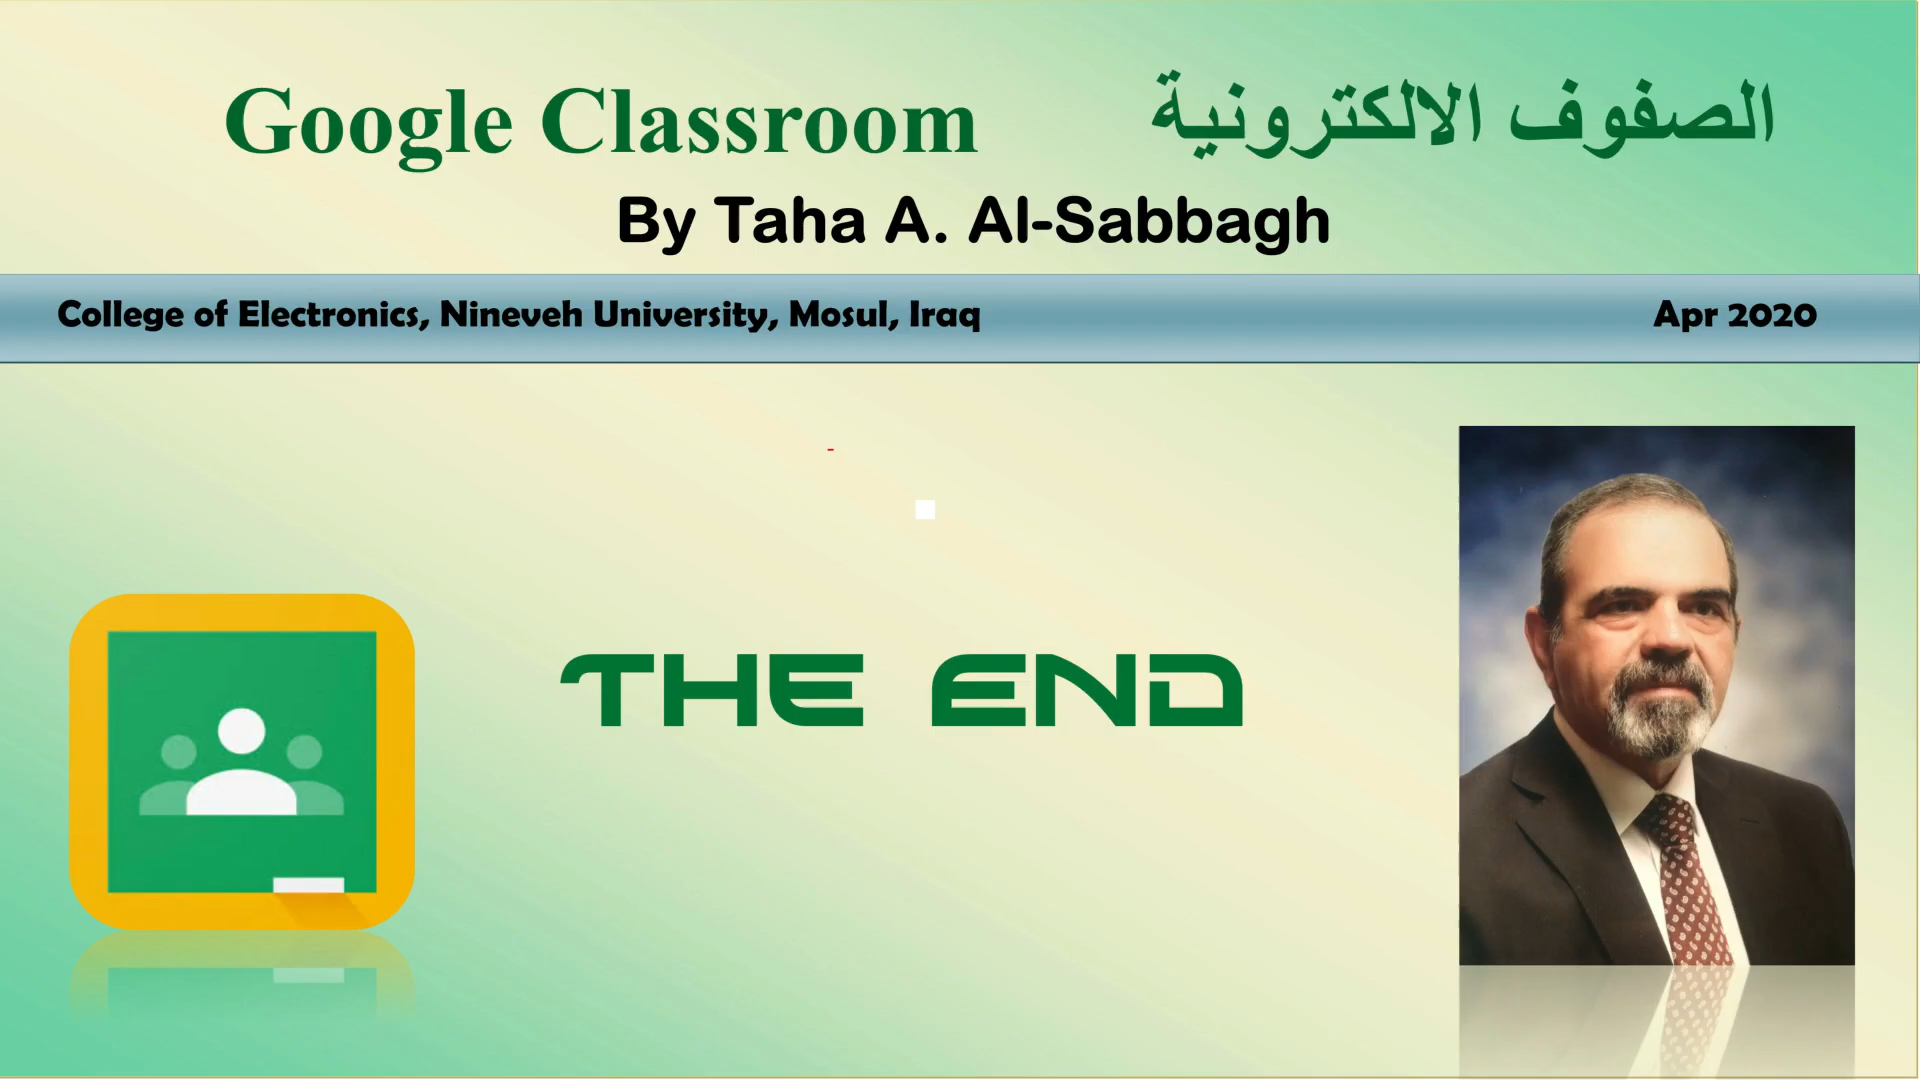 Google Classroom الصفوف الالكترونية
By Taha A. Al-Sabbagh
College of Electronics, Nineveh University, Mosul, Iraq Apr 2020
-
THE END